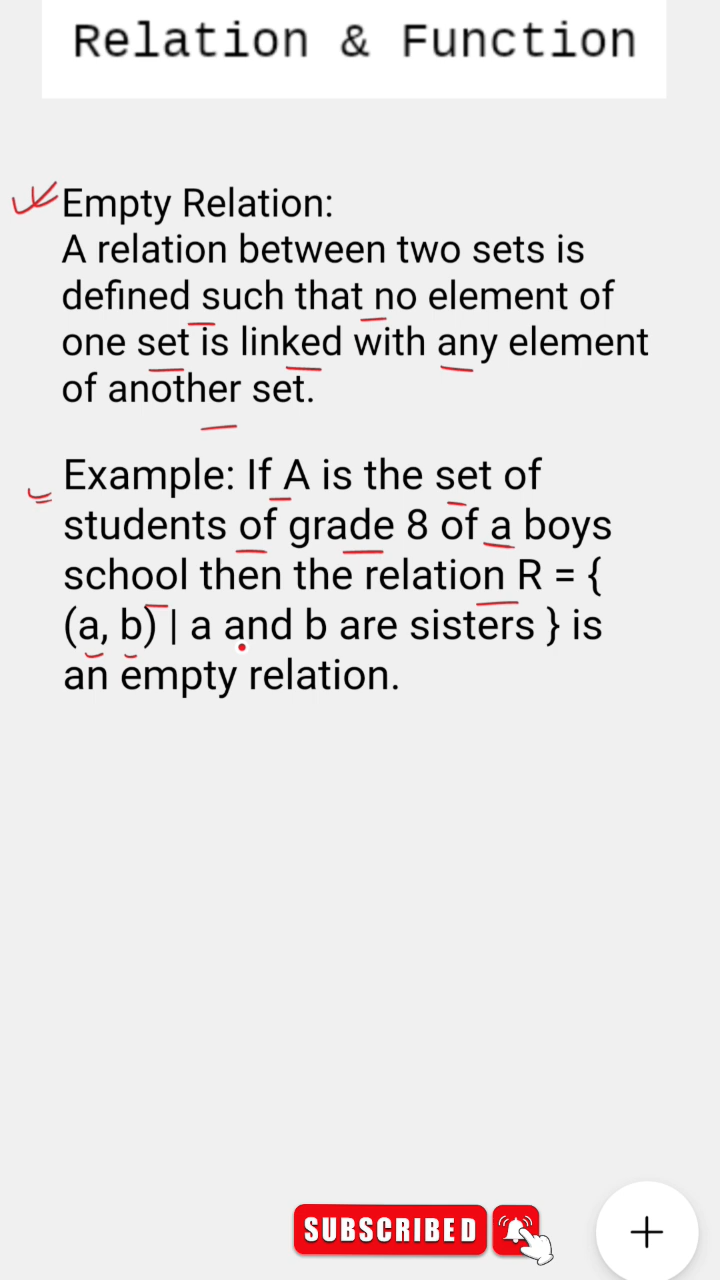 Relation & Function
Empty Relation:
A relation between two sets is
defined such that no element of
one set is linked with any element
of another set.
Example: If A is the set of
students of grade 8 of a boys
school then the relation R = {
(a, b) | a and b are sisters } is
an empty relation.
SUBSCRIBED
+